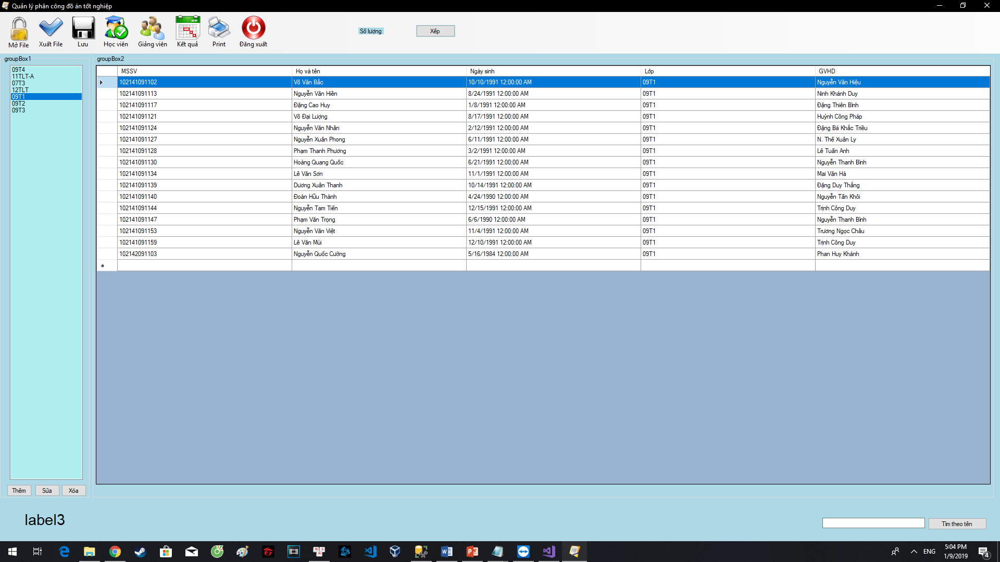 Quản lý phân công đồ án tốt nghiệp
Mở File Xuất File Lưu Học viên Giảng viên Kết quả Print Đăng xuất
Số lượng Xếp
groupBox1
09T4
11TLT-A
07T3
12TLT
09T1
09T2
09T3
Thêm Sửa Xóa
groupBox2
MSSV Họ và tên Ngày sinh Lớp GVHD
102141091102 Võ Văn Bắc 10/10/1991 12:00:00 AM 09T1 Nguyễn Văn Hiệu
102141091113 Nguyễn Văn Hiền 8/24/1991 12:00:00 AM 09T1 Ninh Khánh Duy
102141091117 Đặng Cao Huy 1/8/1991 12:00:00 AM 09T1 Đặng Thiên Bình
102141091121 Võ Đại Lượng 8/17/1991 12:00:00 AM 09T1 Huỳnh Công Pháp
102141091124 Nguyễn Văn Nhân 2/12/1991 12:00:00 AM 09T1 Đặng Bá Khắc Triều
102141091127 Nguyễn Xuân Phong 6/11/1991 12:00:00 AM 09T1 N. Thế Xuân Ly
102141091128 Phạm Thanh Phương 3/2/1991 12:00:00 AM 09T1 Lê Tuấn Anh
102141091130 Hoàng Quang Quốc 6/21/1991 12:00:00 AM 09T1 Nguyễn Thanh Bình
102141091134 Lê Văn Sơn 11/1/1991 12:00:00 AM 09T1 Mai Văn Hà
102141091139 Dương Xuân Thanh 10/14/1991 12:00:00 AM 09T1 Đặng Duy Thắng
102141091140 Đoàn Hữu Thành 4/24/1990 12:00:00 AM 09T1 Nguyễn Tấn Khôi
102141091144 Nguyễn Tam Tiến 12/15/1991 12:00:00 AM 09T1 Trịnh Công Duy
102141091147 Phạm Văn Trọng 6/6/1990 12:00:00 AM 09T1 Nguyễn Thanh Bình
102141091153 Nguyễn Văn Việt 11/4/1991 12:00:00 AM 09T1 Trương Ngọc Châu
102141091159 Lê Văn Mùi 12/10/1991 12:00:00 AM 09T1 Trịnh Công Duy
102142091103 Nguyễn Quốc Cường 5/16/1984 12:00:00 AM 09T1 Phan Huy Khánh
label3
Tìm theo tên
ENG
5:04 PM
1/9/2019
4